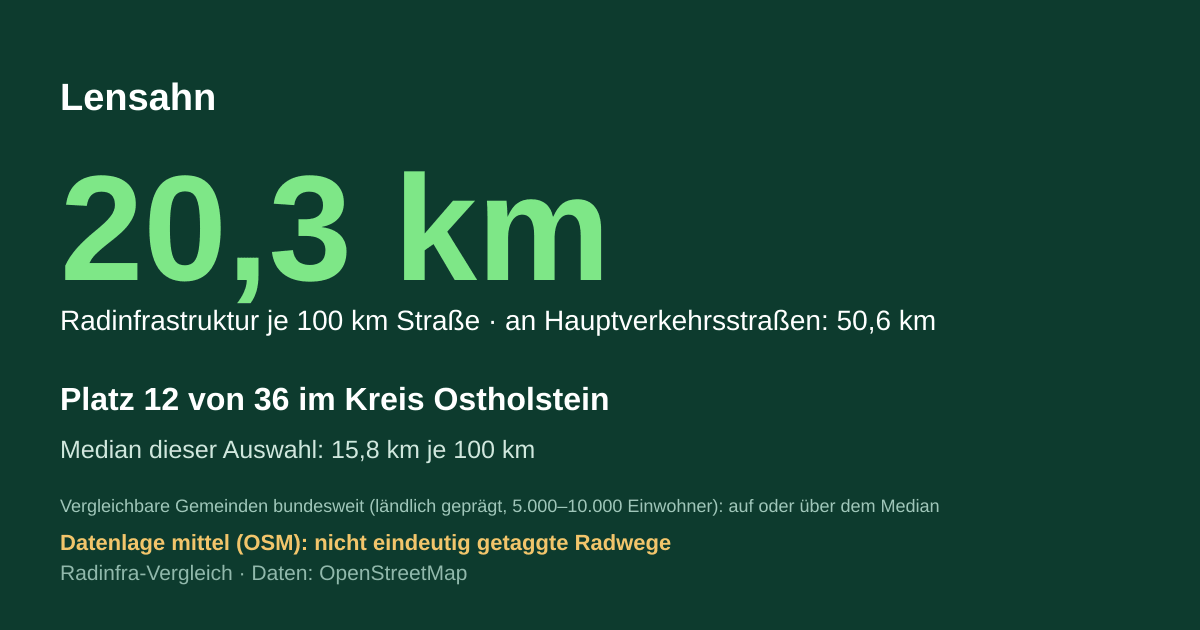 Lensahn
20,3 km
Radinfrastruktur je 100 km Straße · an Hauptverkehrsstraßen: 50,6 km
Platz 12 von 36 im Kreis Ostholstein
Median dieser Auswahl: 15,8 km je 100 km
Vergleichbare Gemeinden bundesweit (ländlich geprägt, 5.000–10.000 Einwohner): auf oder über dem Median
Datenlage mittel (OSM): nicht eindeutig getaggte Radwege
Radinfra-Vergleich · Daten: OpenStreetMap